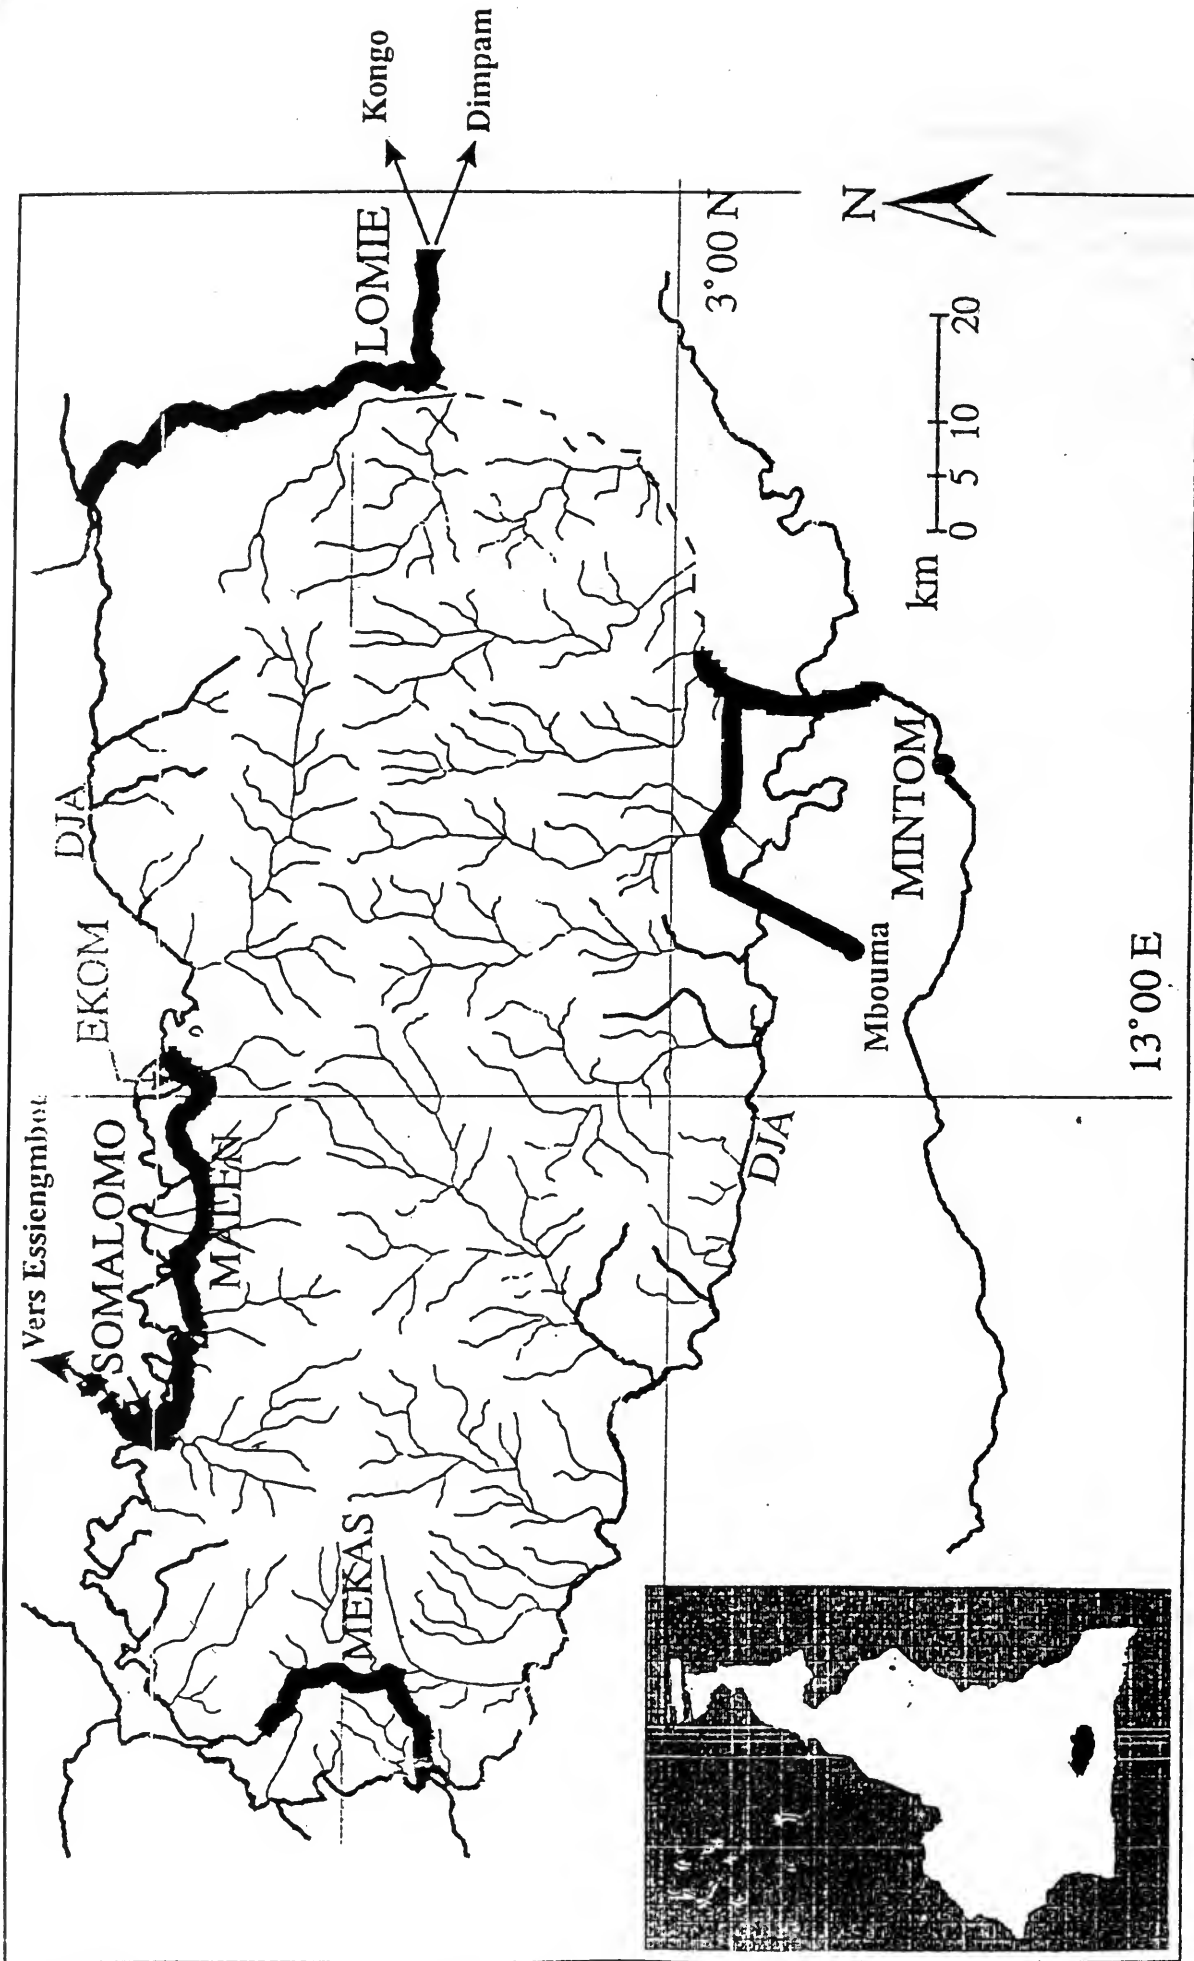 Vers Essiengmbot
SOMALOMO
EKOM
DJA
MALEN
LOMIE
Kongo
Dimpam
MEKAS
3°00 N
DJA
Mbouma
MINTOM
N
km
0 5 10 20
13°00 E